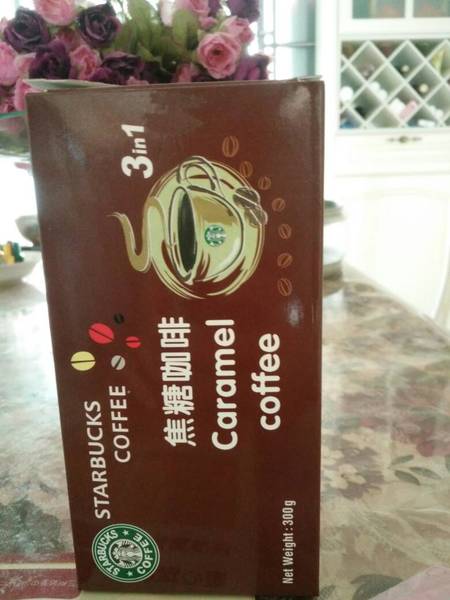 STARBUCKS
COFFEE
STARBUCKS
COFFEE
3in1
焦糖咖啡
Caramel
coffee
Net Weight:300g